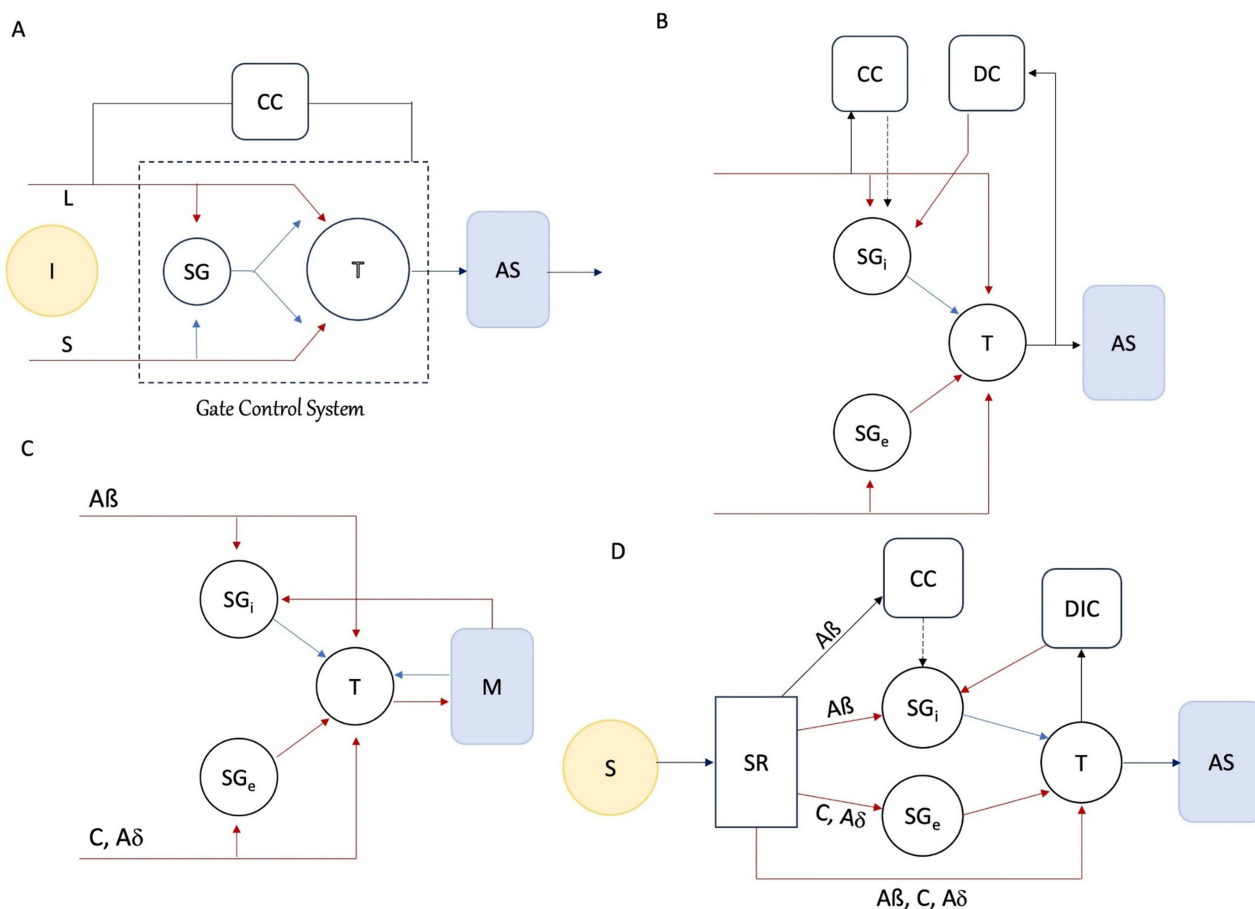 A
CC
L
I
SG
T
AS
S
Gate Control System
B
CC
DC
SGi
T
AS
SGe
C
Aß
SGi
T
M
SGe
C, Aδ
D
CC
DIC
Aß
Aß
SGi
S
SR
T
AS
C, Aδ
SGe
Aß, C, Aδ